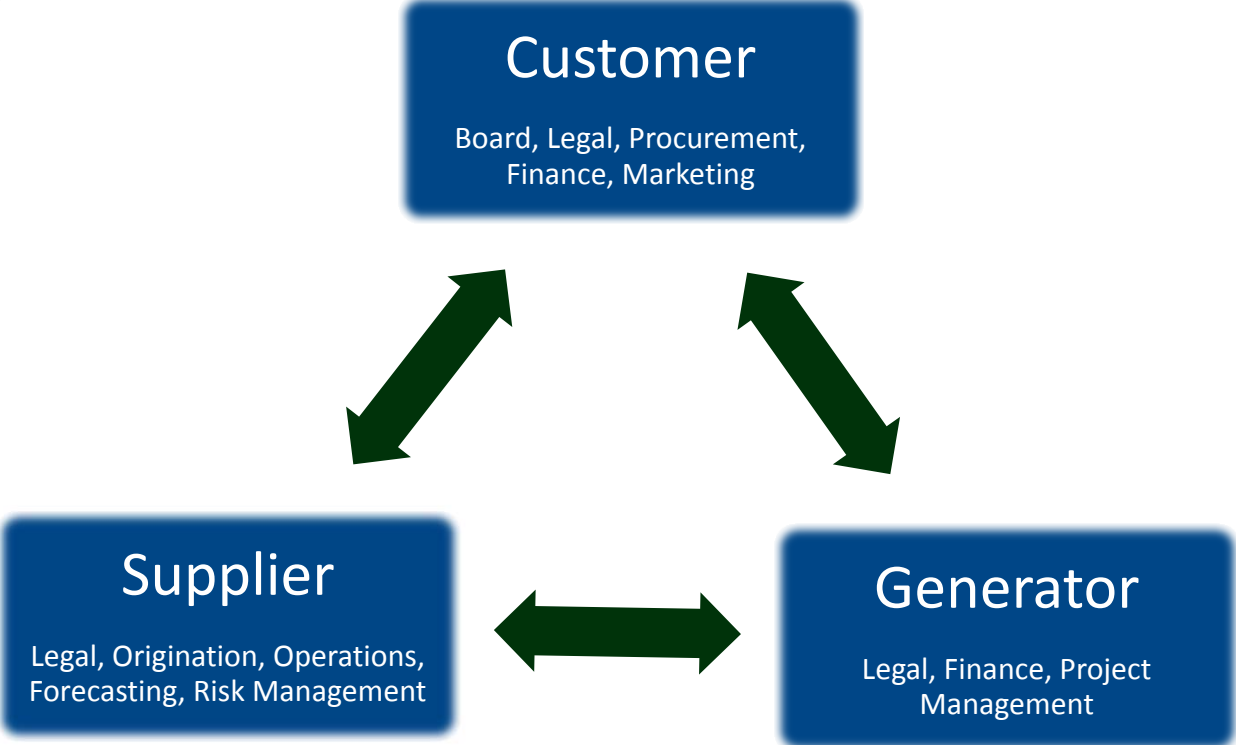 Customer
Board, Legal, Procurement,
Finance, Marketing
Supplier
Legal, Origination, Operations,
Forecasting, Risk Management
Generator
Legal, Finance, Project
Management